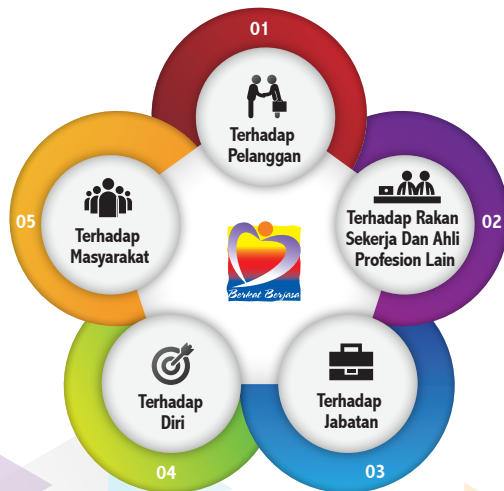 01
Terhadap
Pelanggan
02
Terhadap Rakan
Sekerja Dan Ahli
Profesion Lain
03
Terhadap
Jabatan
04
Terhadap
Diri
05
Terhadap
Masyarakat
Berkat Berjasa